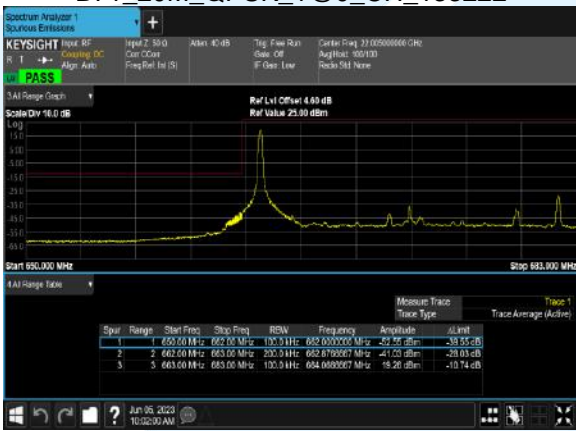 Spectrum Analyzer 1
Spurious Emissions
+
KEYSIGHT Input: RF
Coupling: DC
Align: Auto
R T
PASS
Input Z: 50 Ω
Corr CCorr
Freq Ref: Int (S)
Atten: 40 dB
Trig: Free Run
Gate: Off
IF Gain: Low
Center Freq: 22.005000000 GHz
Avg|Hold: 100/100
Radio Std: None
3.All Range Graph
Scale/Div 10.0 dB
Ref Lvl Offset 4.60 dB
Ref Value 25.00 dBm
Log
15.0
5.00
-5.00
-15.0
-25.0
-35.0
-45.0
-55.0
-65.0
Start 650.000 MHz
Stop 683.000 MHz
4.All Range Table
Measure Trace Trace 1
Trace Type Trace Average (Active)
Spur Range Start Freq Stop Freq RBW Frequency Amplitude ΔLimit
1 1 650.00 MHz 662.00 MHz 100.0 kHz 662.0000000 MHz -52.55 dBm -39.55 dB
2 2 662.00 MHz 663.00 MHz 200.0 kHz 662.8766667 MHz -41.03 dBm -28.03 dB
3 3 663.00 MHz 683.00 MHz 100.0 kHz 664.0666667 MHz 19.26 dBm -10.74 dB
?
Jun 05, 2023
10:02:00 AM